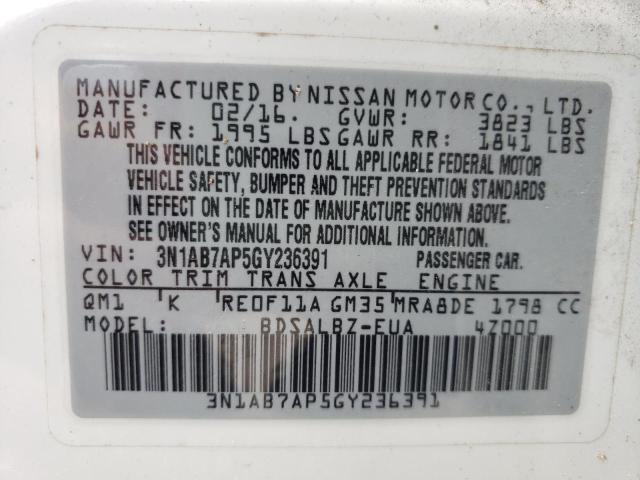 MANUFACTURED BY NISSAN MOTOR CO., LTD.
DATE: 02/16. GVWR: 3823 LBS
GAWR FR: 1995 LBS GAWR RR: 1841 LBS
THIS VEHICLE CONFORMS TO ALL APPLICABLE FEDERAL MOTOR
VEHICLE SAFETY, BUMPER AND THEFT PREVENTION STANDARDS
IN EFFECT ON THE DATE OF MANUFACTURE SHOWN ABOVE.
SEE OWNER'S MANUAL FOR ADDITIONAL INFORMATION.
VIN: 3N1AB7AP5GY236391 PASSENGER CAR.
COLOR TRIM TRANS AXLE ENGINE
QM1 K RE0F11A GM35 MRA8DE 1798 CC
MODEL: BDSALBZ-EUA 4Z000
3N1AB7AP5GY236391